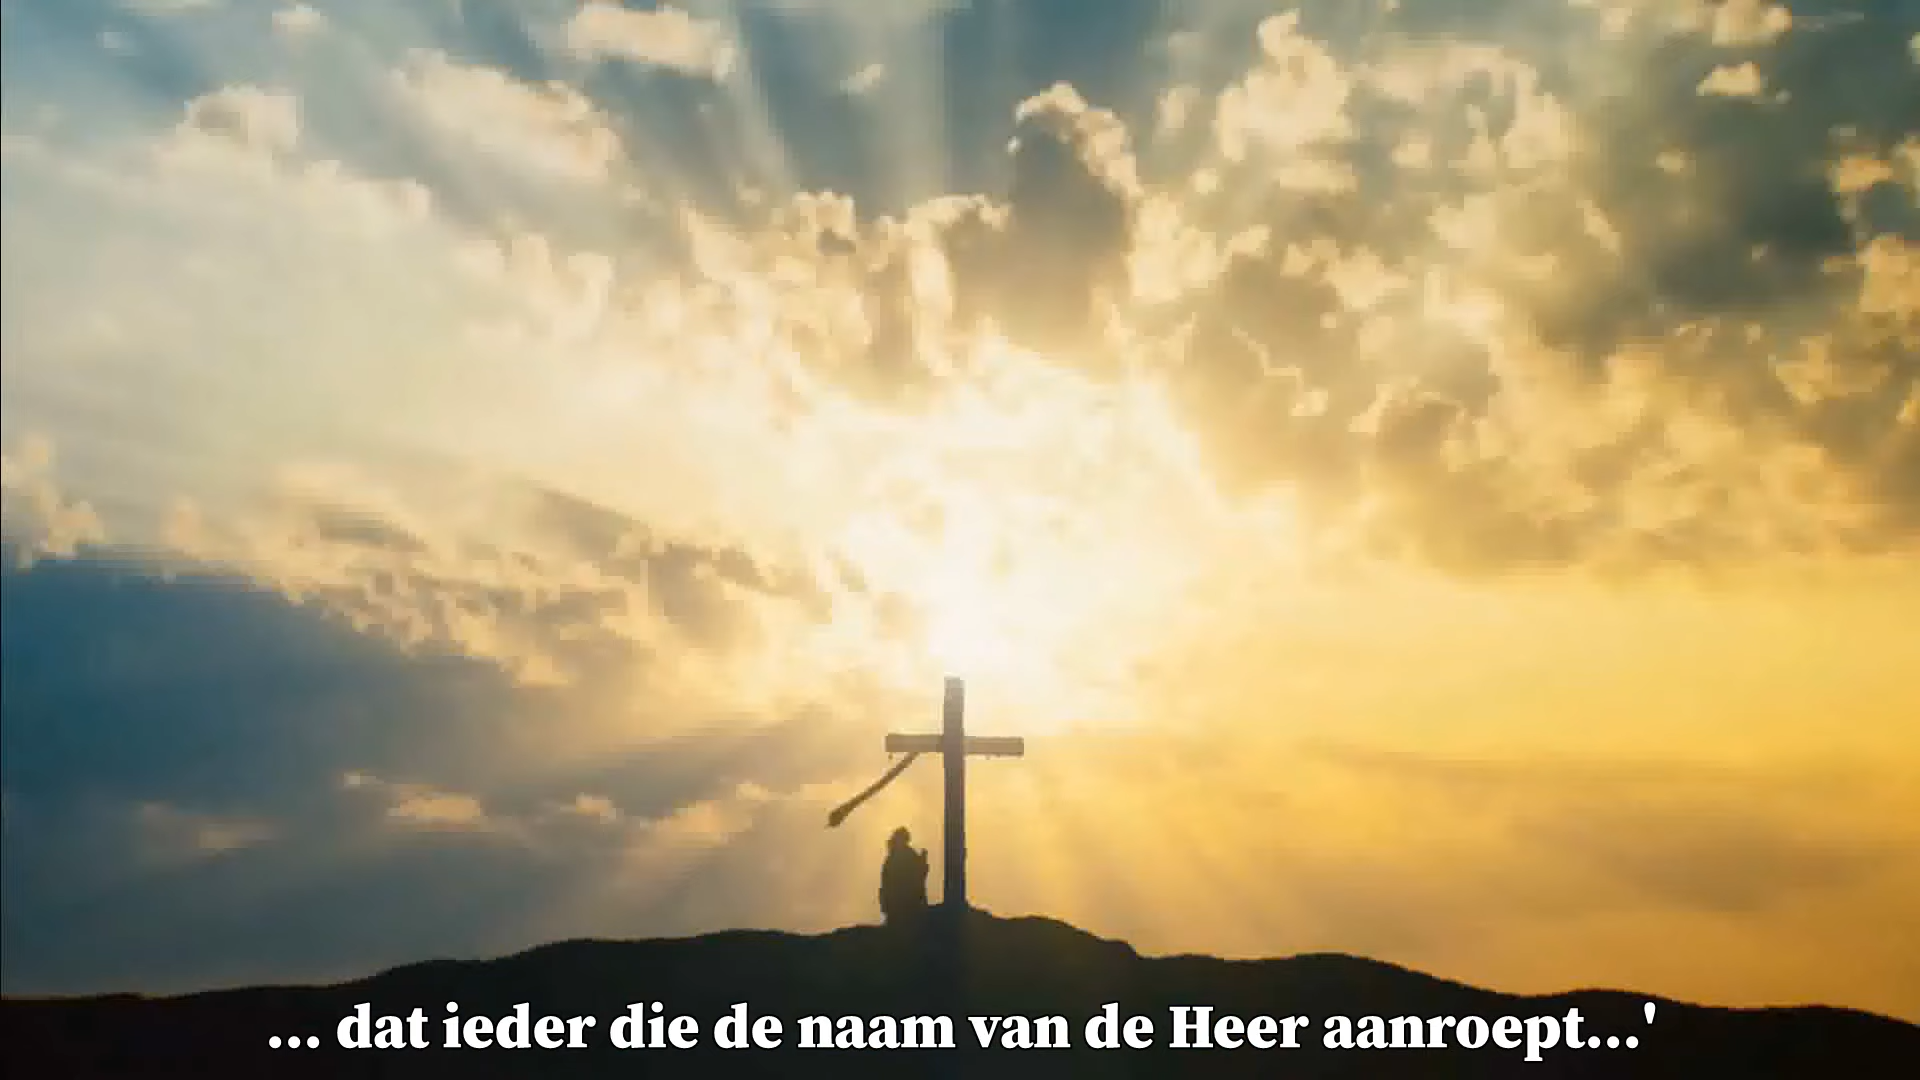 ... dat ieder die de naam van de Heer aanroept...'